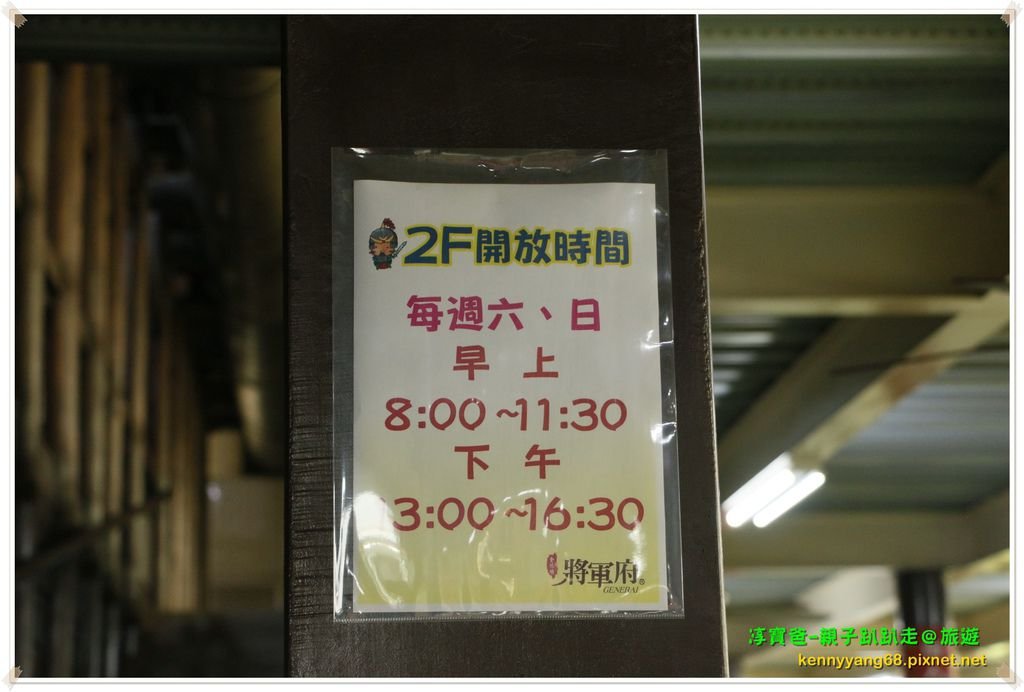 2F開放時間
每週六、日
早 上
8:00~11:30
下 午
13:00~16:30
將軍府®
GENERAL
淳寶爸-親子趴趴走@旅遊
kennyyang68.pixnet.net